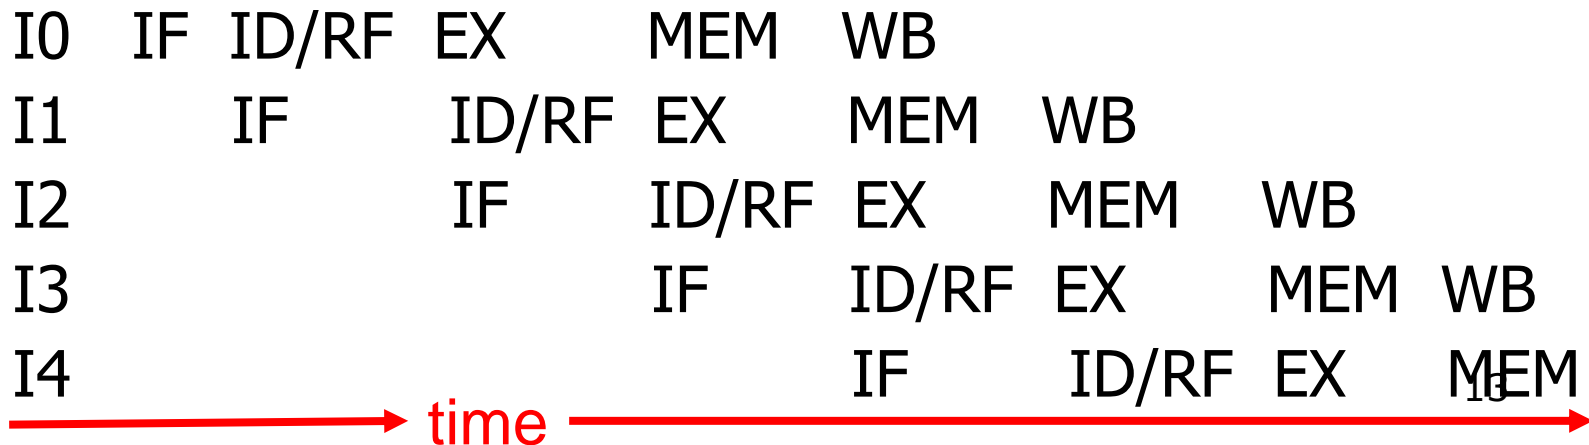 I0 IF ID/RF EX MEM WB
I1 IF ID/RF EX MEM WB
I2 IF ID/RF EX MEM WB
I3 IF ID/RF EX MEM WB
I4 IF ID/RF EX MEM
13
time